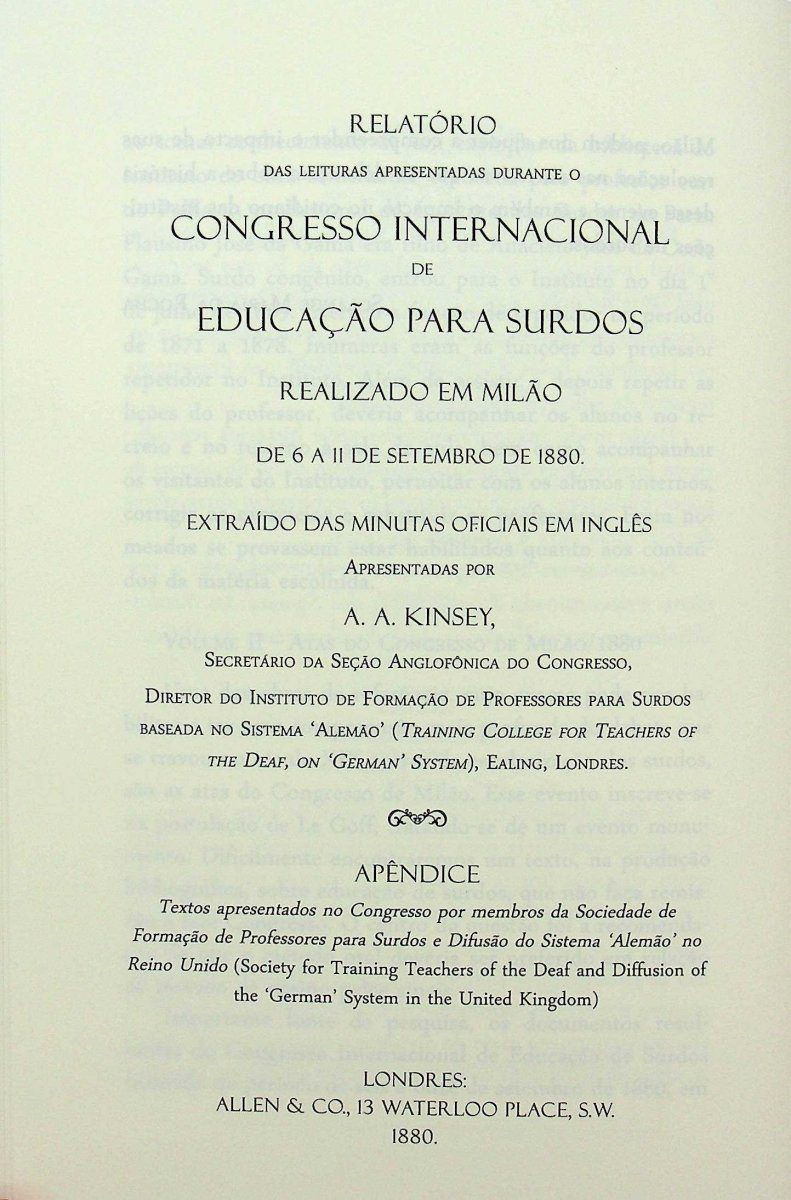 RELATÓRIO
DAS LEITURAS APRESENTADAS DURANTE O
CONGRESSO INTERNACIONAL
DE
EDUCAÇÃO PARA SURDOS
REALIZADO EM MILÃO
DE 6 A 11 DE SETEMBRO DE 1880.
EXTRAÍDO DAS MINUTAS OFICIAIS EM INGLÊS
APRESENTADAS POR
A. A. KINSEY,
SECRETÁRIO DA SEÇÃO ANGLOFÔNICA DO CONGRESSO,
DIRETOR DO INSTITUTO DE FORMAÇÃO DE PROFESSORES PARA SURDOS
BASEADA NO SISTEMA ‘ALEMÃO’ (TRAINING COLLEGE FOR TEACHERS OF
THE DEAF, ON ‘GERMAN’ SYSTEM), EALING, LONDRES.
APÊNDICE
Textos apresentados no Congresso por membros da Sociedade de
Formação de Professores para Surdos e Difusão do Sistema ‘Alemão’ no
Reino Unido (Society for Training Teachers of the Deaf and Diffusion of
the ‘German’ System in the United Kingdom)
LONDRES:
ALLEN & CO., 13 WATERLOO PLACE, S.W.
1880.